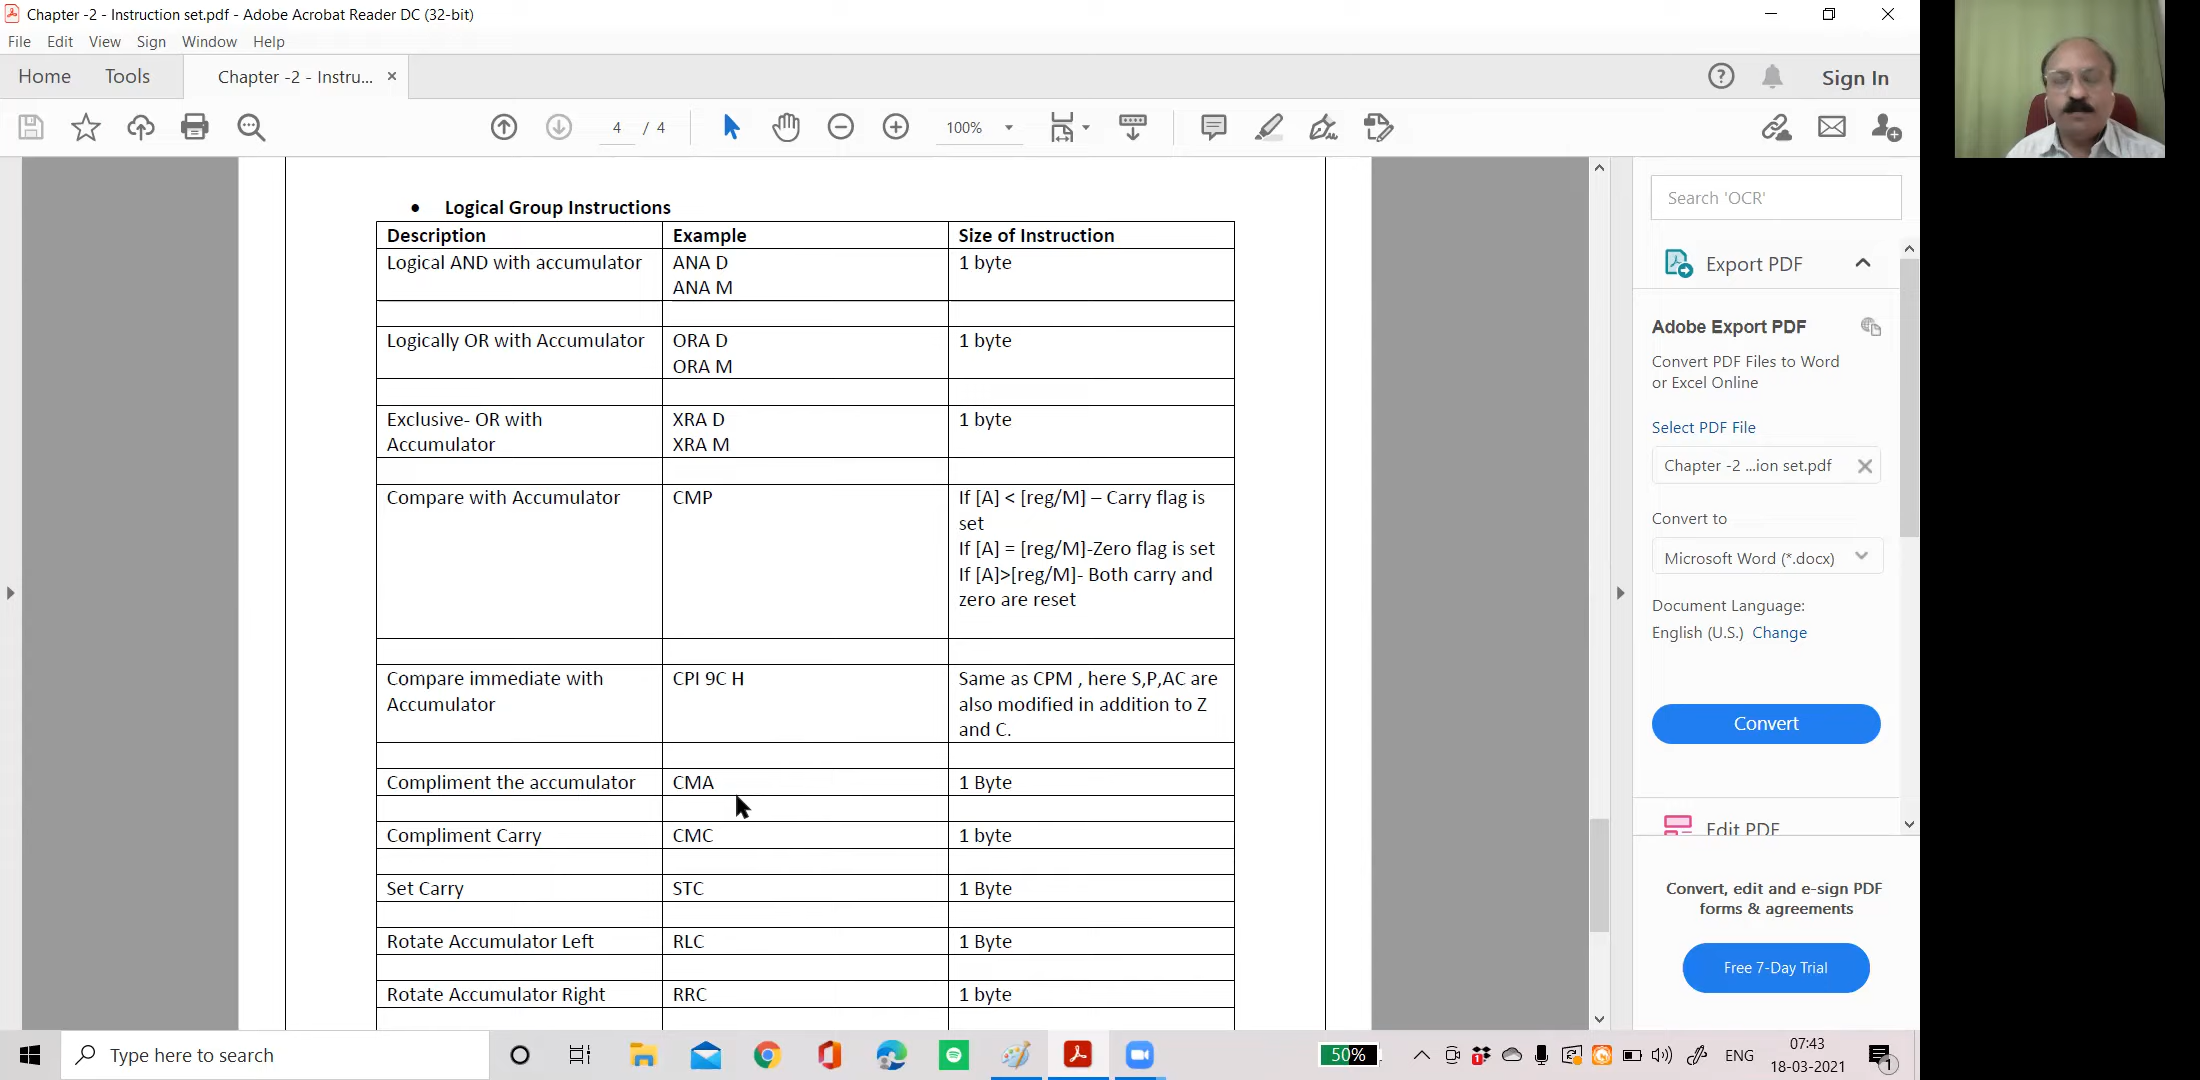 Chapter -2 - Instruction set.pdf - Adobe Acrobat Reader DC (32-bit)
File Edit View Sign Window Help
Home Tools Chapter -2 - Instru... × Sign In
4 / 4 100%
• Logical Group Instructions
Description Example Size of Instruction
Logical AND with accumulator ANA D 1 byte
ANA M
Logically OR with Accumulator ORA D 1 byte
ORA M
Exclusive- OR with XRA D 1 byte
Accumulator XRA M
Compare with Accumulator CMP If [A] < [reg/M] – Carry flag is
set
If [A] = [reg/M]-Zero flag is set
If [A]>[reg/M]- Both carry and
zero are reset
Compare immediate with CPI 9C H Same as CPM , here S,P,AC are
Accumulator also modified in addition to Z
and C.
Compliment the accumulator CMA 1 Byte
Compliment Carry CMC 1 byte
Set Carry STC 1 Byte
Rotate Accumulator Left RLC 1 Byte
Rotate Accumulator Right RRC 1 byte
Search 'OCR'
Export PDF
Adobe Export PDF
Convert PDF Files to Word
or Excel Online
Select PDF File
Chapter -2 ...ion set.pdf
Convert to
Microsoft Word (*.docx)
Document Language:
English (U.S.) Change
Convert
Edit PDF
Convert, edit and e-sign PDF
forms & agreements
Free 7-Day Trial
Type here to search
50%
1
ENG
07:43
18-03-2021
1